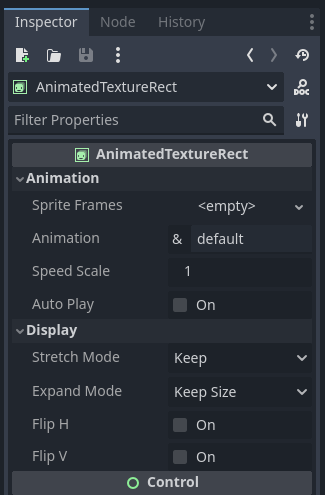 Inspector Node History
AnimatedTextureRect DOC
Filter Properties
AnimatedTextureRect
Animation
Sprite Frames <empty>
Animation & default
Speed Scale 1
Auto Play On
Display
Stretch Mode Keep
Expand Mode Keep Size
Flip H On
Flip V On
Control